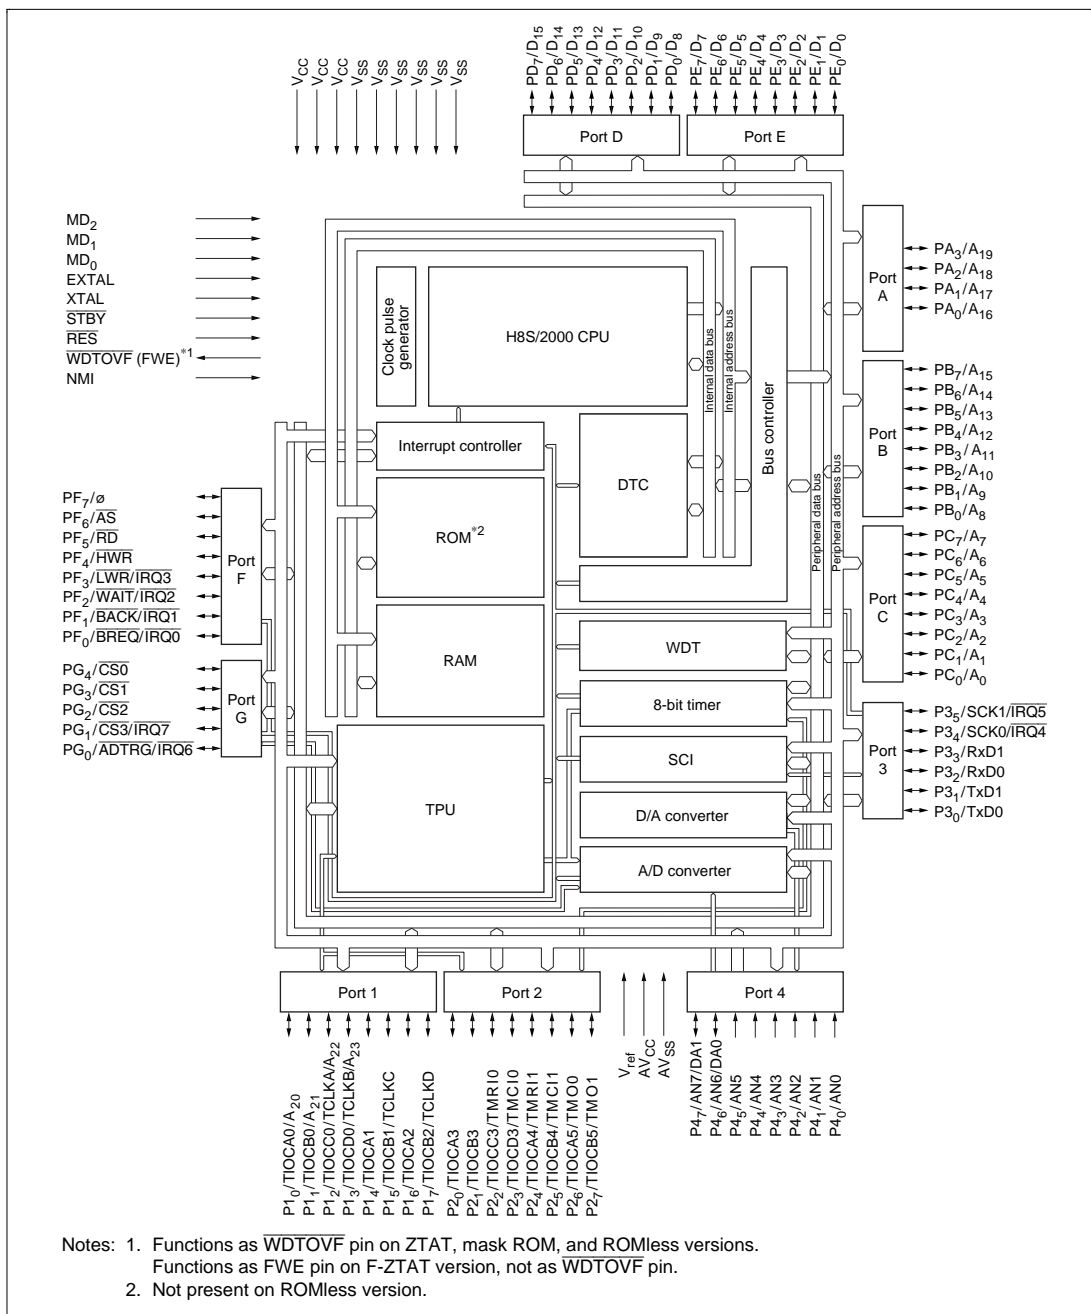 VCC
VCC
VCC
VSS
VSS
VSS
VSS
VSS
VSS
PD7/D15
PD6/D14
PD5/D13
PD4/D12
PD3/D11
PD2/D10
PD1/D9
PD0/D8
PE7/D7
PE6/D6
PE5/D5
PE4/D4
PE3/D3
PE2/D2
PE1/D1
PE0/D0
Port D
Port E
MD2
MD1
MD0
EXTAL
XTAL
STBY
RES
WDTOVF (FWE)*1
NMI
Clock pulse
generator
H8S/2000 CPU
Internal data bus
Internal address bus
Bus controller
Peripheral data bus
Peripheral address bus
Port
A
PA3/A19
PA2/A18
PA1/A17
PA0/A16
Interrupt controller
DTC
Port
B
PB7/A15
PB6/A14
PB5/A13
PB4/A12
PB3/A11
PB2/A10
PB1/A9
PB0/A8
PF7/ø
PF6/AS
PF5/RD
PF4/HWR
PF3/LWR/IRQ3
PF2/WAIT/IRQ2
PF1/BACK/IRQ1
PF0/BREQ/IRQ0
Port
F
ROM*2
Port
C
PC7/A7
PC6/A6
PC5/A5
PC4/A4
PC3/A3
PC2/A2
PC1/A1
PC0/A0
PG4/CS0
PG3/CS1
PG2/CS2
PG1/CS3/IRQ7
PG0/ADTRG/IRQ6
Port
G
RAM
WDT
8-bit timer
SCI
D/A converter
A/D converter
TPU
Port
3
P35/SCK1/IRQ5
P34/SCK0/IRQ4
P33/RxD1
P32/RxD0
P31/TxD1
P30/TxD0
Port 1
Port 2
Port 4
P10/TIOCA0/A20
P11/TIOCB0/A21
P12/TIOCC0/TCLKA/A22
P13/TIOCD0/TCLKB/A23
P14/TIOCA1
P15/TIOCB1/TCLKC
P16/TIOCA2
P17/TIOCB2/TCLKD
P20/TIOCA3
P21/TIOCB3
P22/TIOCC3/TMRI0
P23/TIOCD3/TMCI0
P24/TIOCA4/TMRI1
P25/TIOCB4/TMCI1
P26/TIOCA5/TMO0
P27/TIOCB5/TMO1
Vref
AVCC
AVSS
P47/AN7/DA1
P46/AN6/DA0
P45/AN5
P44/AN4
P43/AN3
P42/AN2
P41/AN1
P40/AN0
Notes: 1. Functions as WDTOVF pin on ZTAT, mask ROM, and ROMless versions.
Functions as FWE pin on F-ZTAT version, not as WDTOVF pin.
2. Not present on ROMless version.